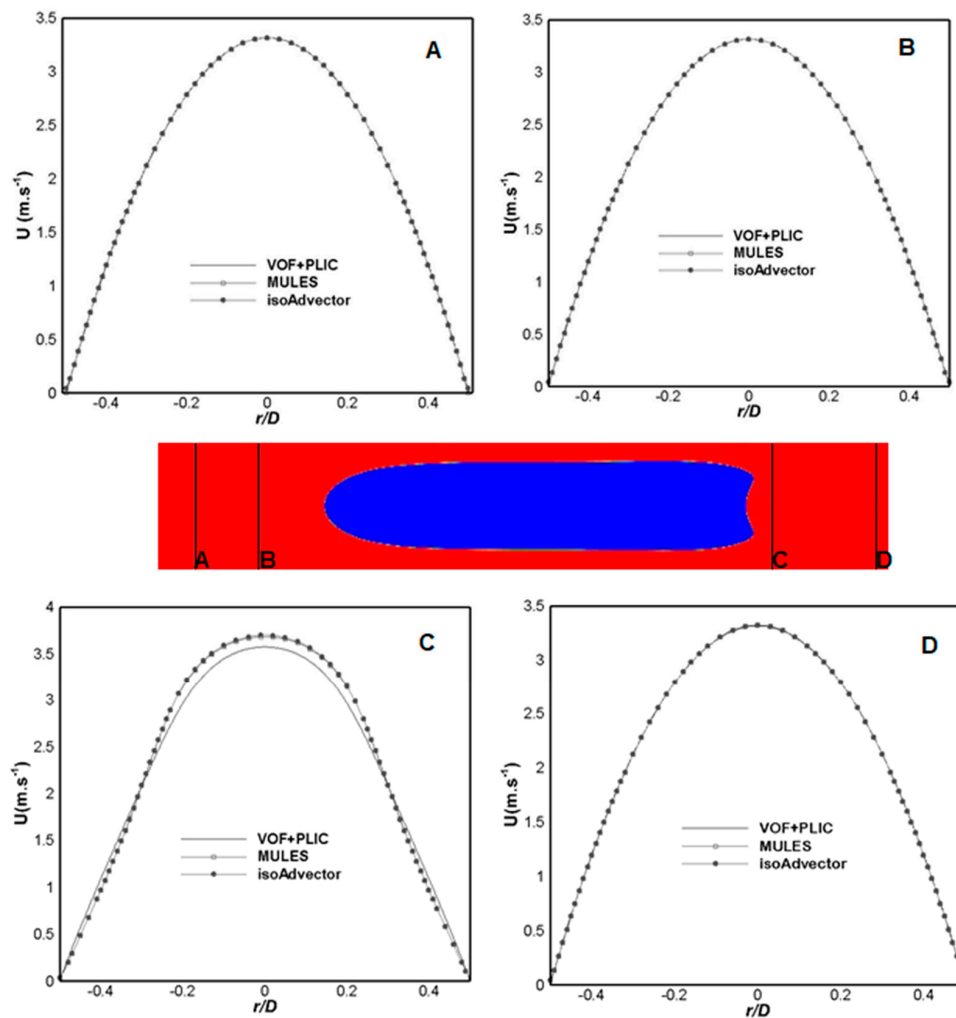 3.5
3
2.5
2
1.5
1
0.5
0
U (m.s-1)
A
VOF+PLIC
MULES
isoAdvector
-0.4 -0.2 0 0.2 0.4
r/D
3.5
3
2.5
2
1.5
1
0.5
0
U(m.s-1)
B
VOF+PLIC
MULES
isoAdvector
-0.4 -0.2 0 0.2 0.4
r/D
A B C D
4
3.5
3
2.5
2
1.5
1
0.5
0
U(m.s-1)
C
VOF+PLIC
MULES
isoAdvector
-0.4 -0.2 0 0.2 0.4
r/D
3.5
3
2.5
2
1.5
1
0.5
0
U(m.s-1)
D
VOF+PLIC
MULES
isoAdvector
-0.4 -0.2 0 0.2 0.4
r/D